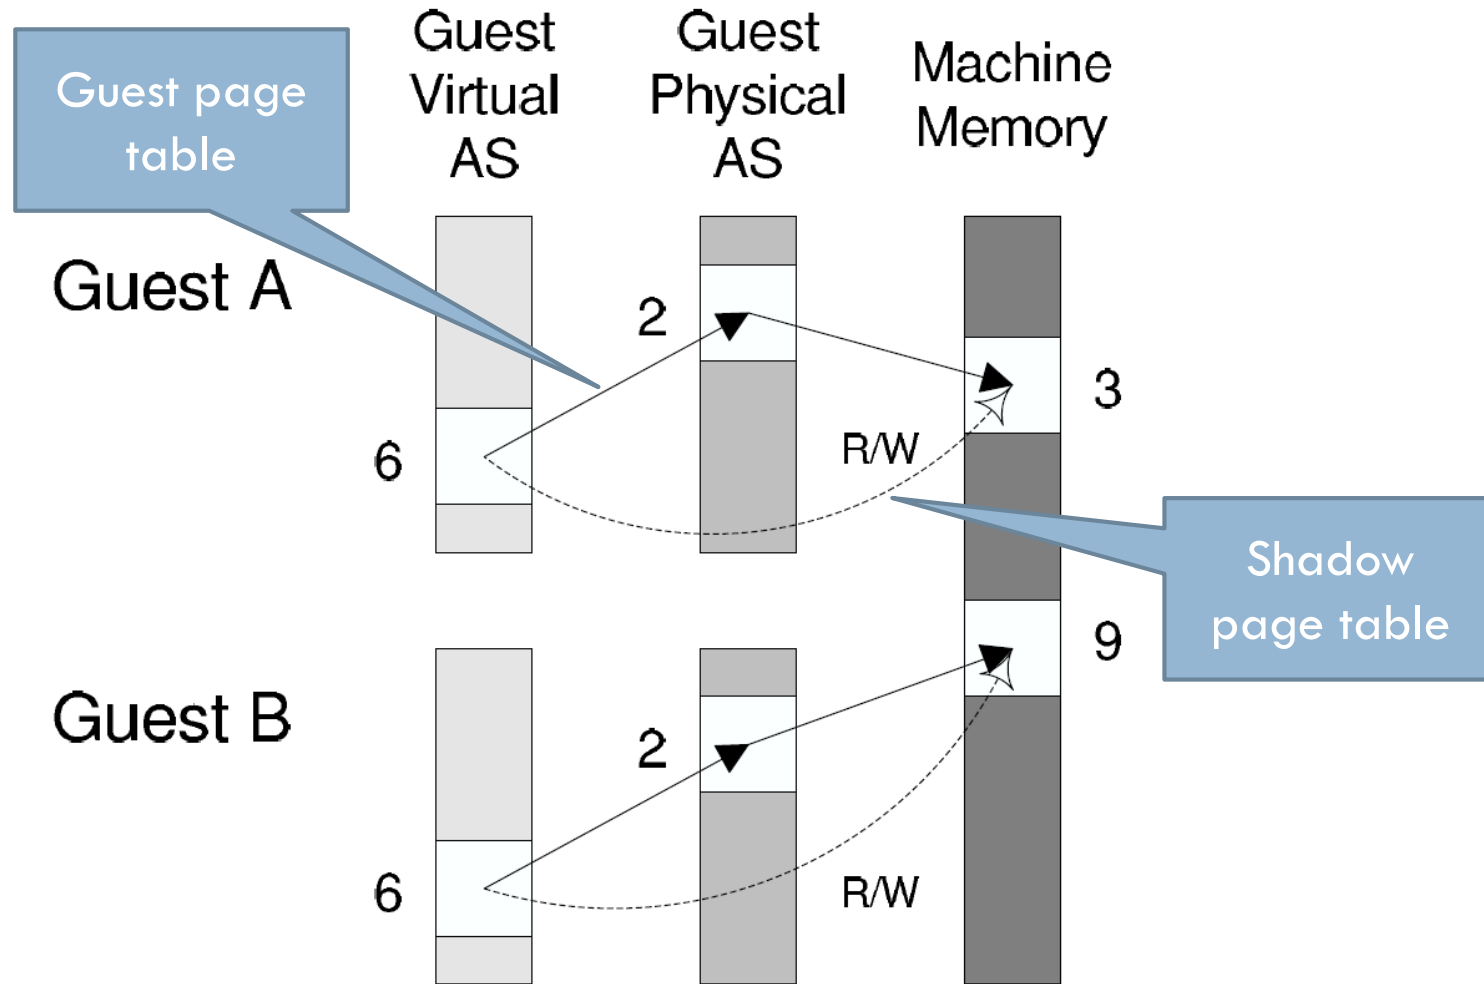 Guest page
table
Guest
Virtual
AS
Guest
Physical
AS
Machine
Memory
Guest A
2
3
6
R/W
Shadow
page table
9
Guest B
2
6
R/W